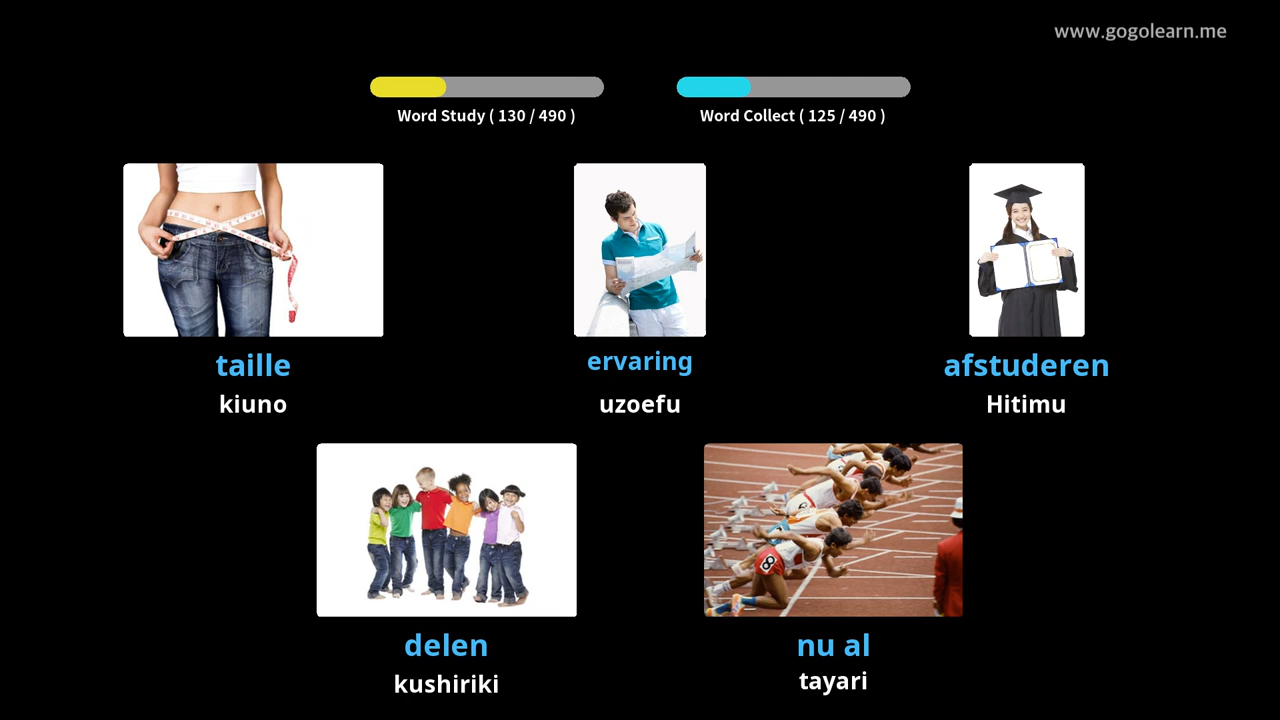 www.gogolearn.me
Word Study ( 130 / 490 )
Word Collect ( 125 / 490 )
taille
kiuno
ervaring
uzoefu
afstuderen
Hitimu
delen
kushiriki
nu al
tayari